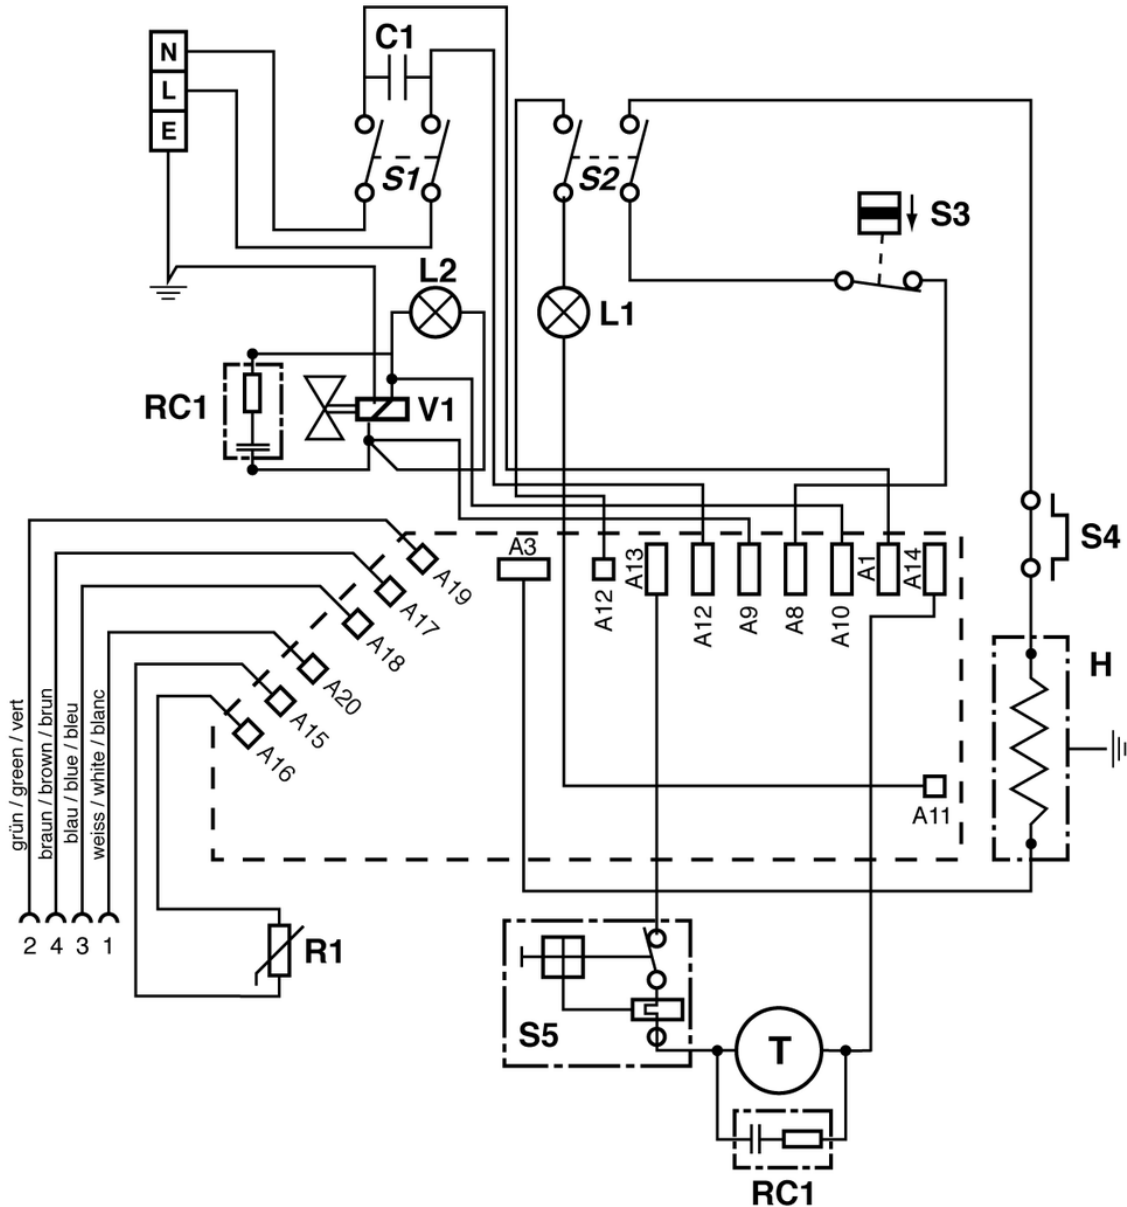 N
L
E
C1
S1
S2
S3
L2
L1
RC1
V1
S4
A3
A12
A13
A12
A9
A8
A10
A1
A14
A19
A17
A18
A20
A15
A16
A11
H
grün / green / vert
braun / brown / brun
blau / blue / bleu
weiss / white / blanc
2 4 3 1
R1
S5
T
RC1